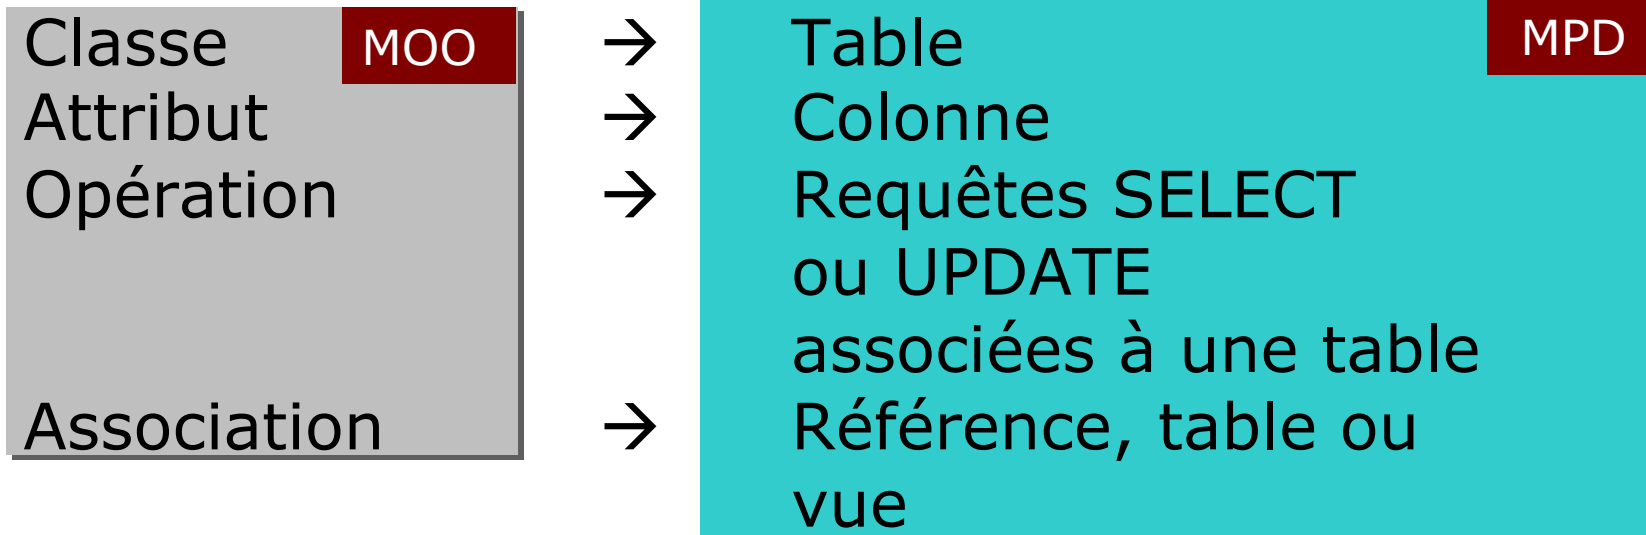 Classe MOO → Table MPD
Attribut → Colonne
Opération → Requêtes SELECT
ou UPDATE
associées à une table
Association → Référence, table ou
vue